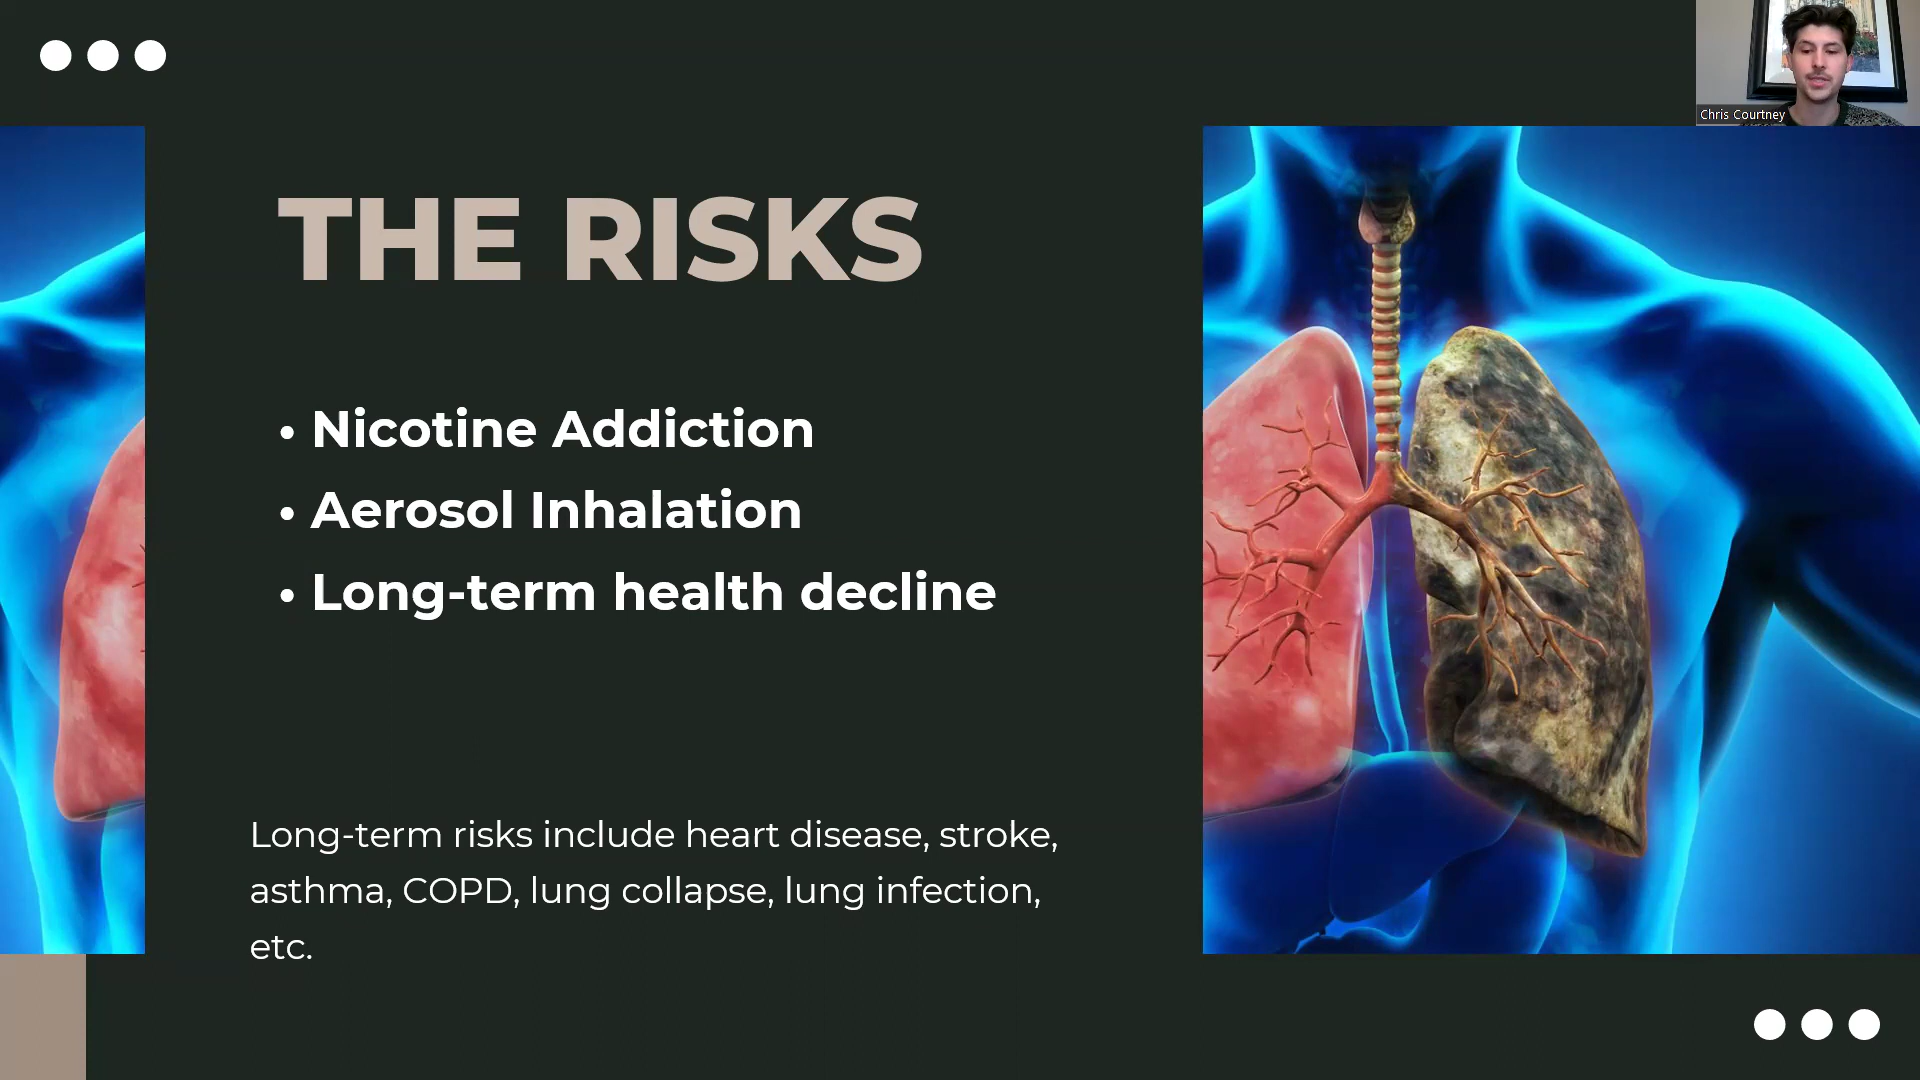 Chris Courtney
THE RISKS
• Nicotine Addiction
• Aerosol Inhalation
• Long-term health decline
Long-term risks include heart disease, stroke,
asthma, COPD, lung collapse, lung infection,
etc.